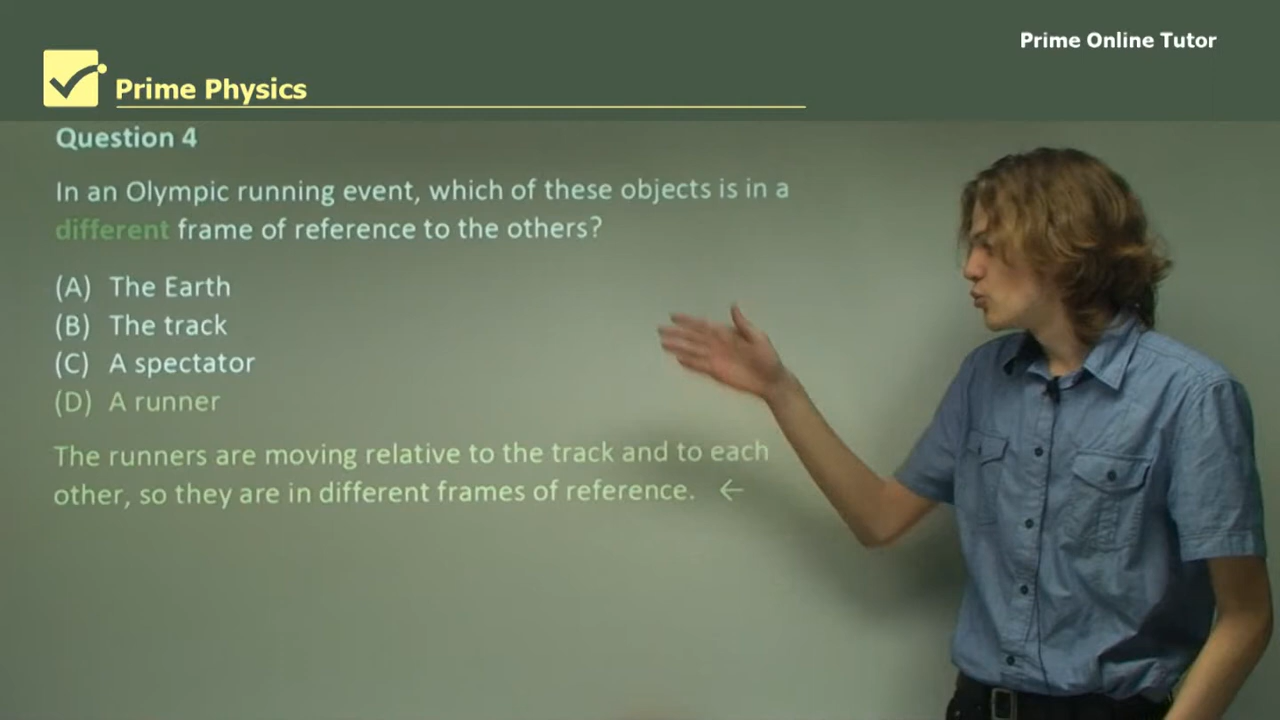 Prime Online Tutor
Prime Physics
Question 4
In an Olympic running event, which of these objects is in a
different frame of reference to the others?
(A) The Earth
(B) The track
(C) A spectator
(D) A runner
The runners are moving relative to the track and to each
other, so they are in different frames of reference. ←